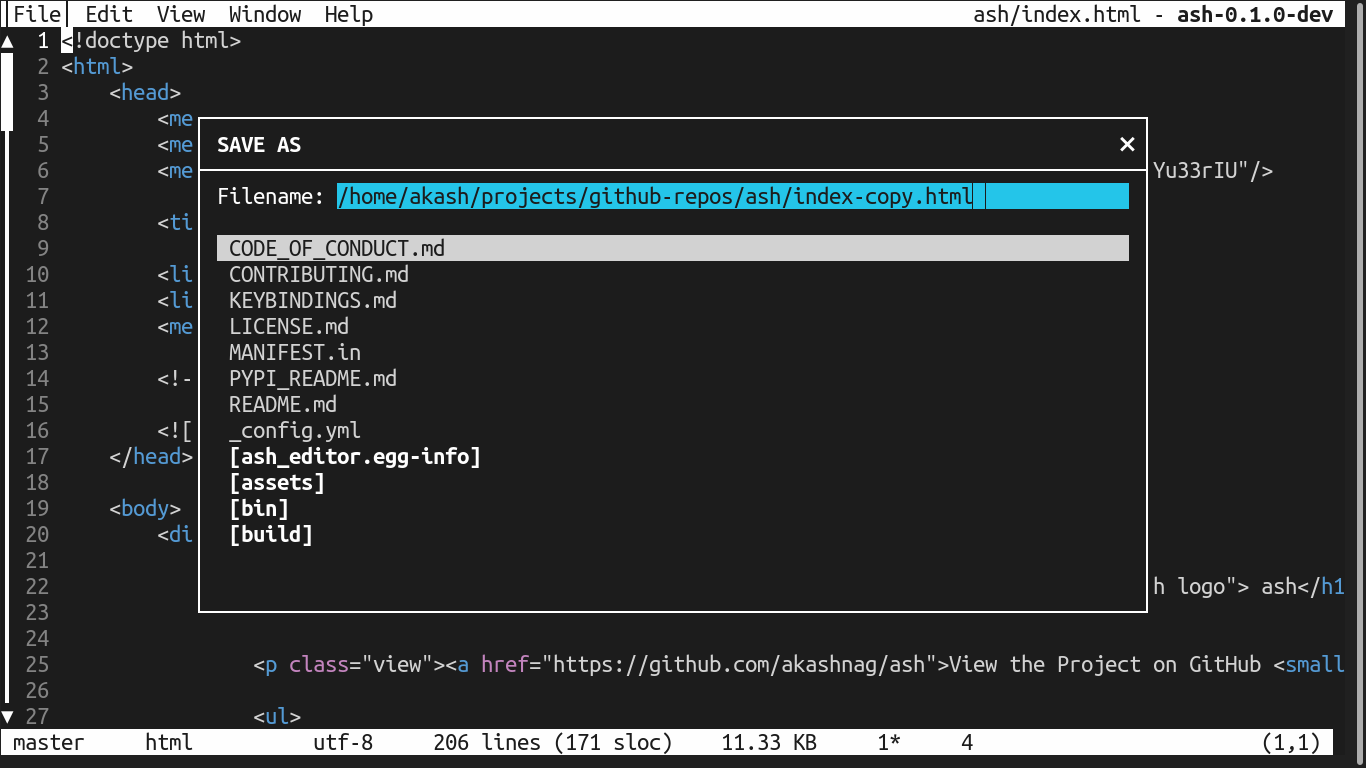 File Edit View Window Help ash/index.html - ash-0.1.0-dev
1 <!doctype html>
2 <html>
3 <head>
4 <me
5 <me
6 <me Yu33rIU"/>
7
8 <ti
9
10 <li
11 <li
12 <me
13
14 <!-
15
16 <![
17 </head>
18
19 <body>
20 <di
21
22 h logo"> ash</h1
23
24
25 <p class="view"><a href="https://github.com/akashnag/ash">View the Project on GitHub <small
26
27 <ul>
SAVE AS ×
Filename: /home/akash/projects/github-repos/ash/index-copy.html
CODE_OF_CONDUCT.md
CONTRIBUTING.md
KEYBINDINGS.md
LICENSE.md
MANIFEST.in
PYPI_README.md
README.md
_config.yml
[ash_editor.egg-info]
[assets]
[bin]
[build]
master html utf-8 206 lines (171 sloc) 11.33 KB 1* 4 (1,1)